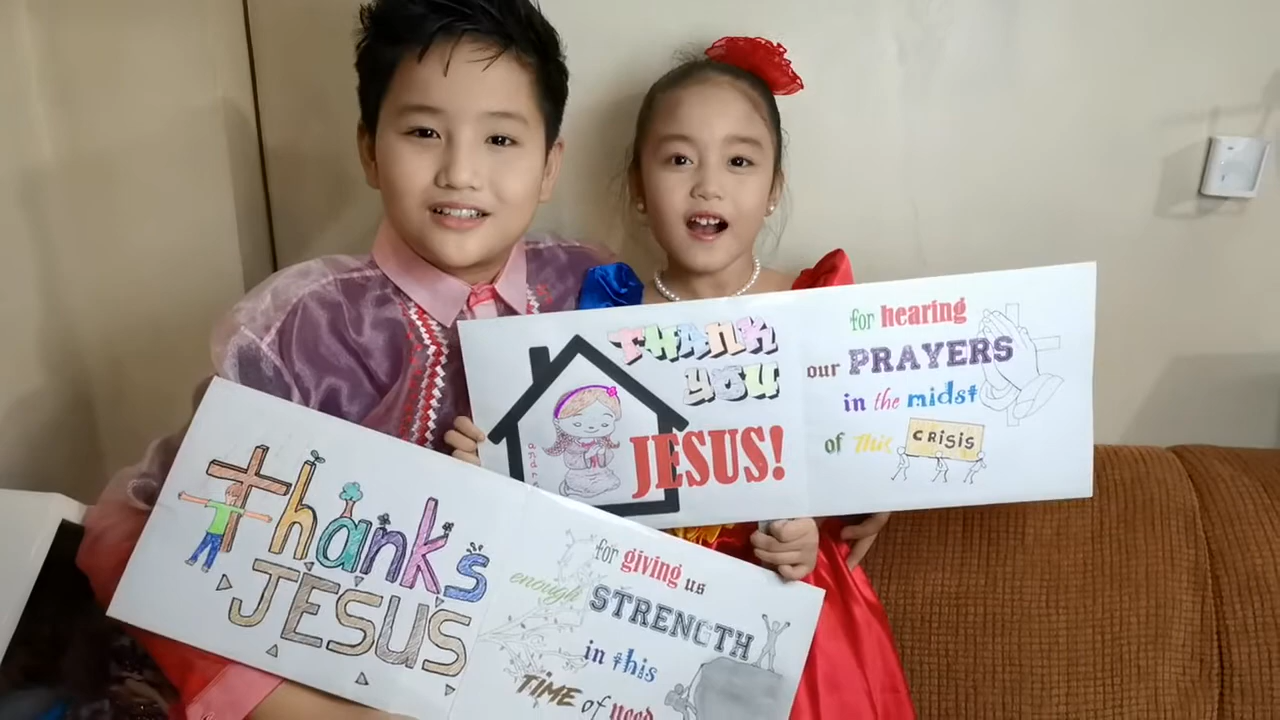 THANK
YOU
JESUS!
for hearing
our PRAYERS
in the midst
of this
CRISIS
thanks
JESUS
for giving us
enough STRENGTH
in this
TIME of need